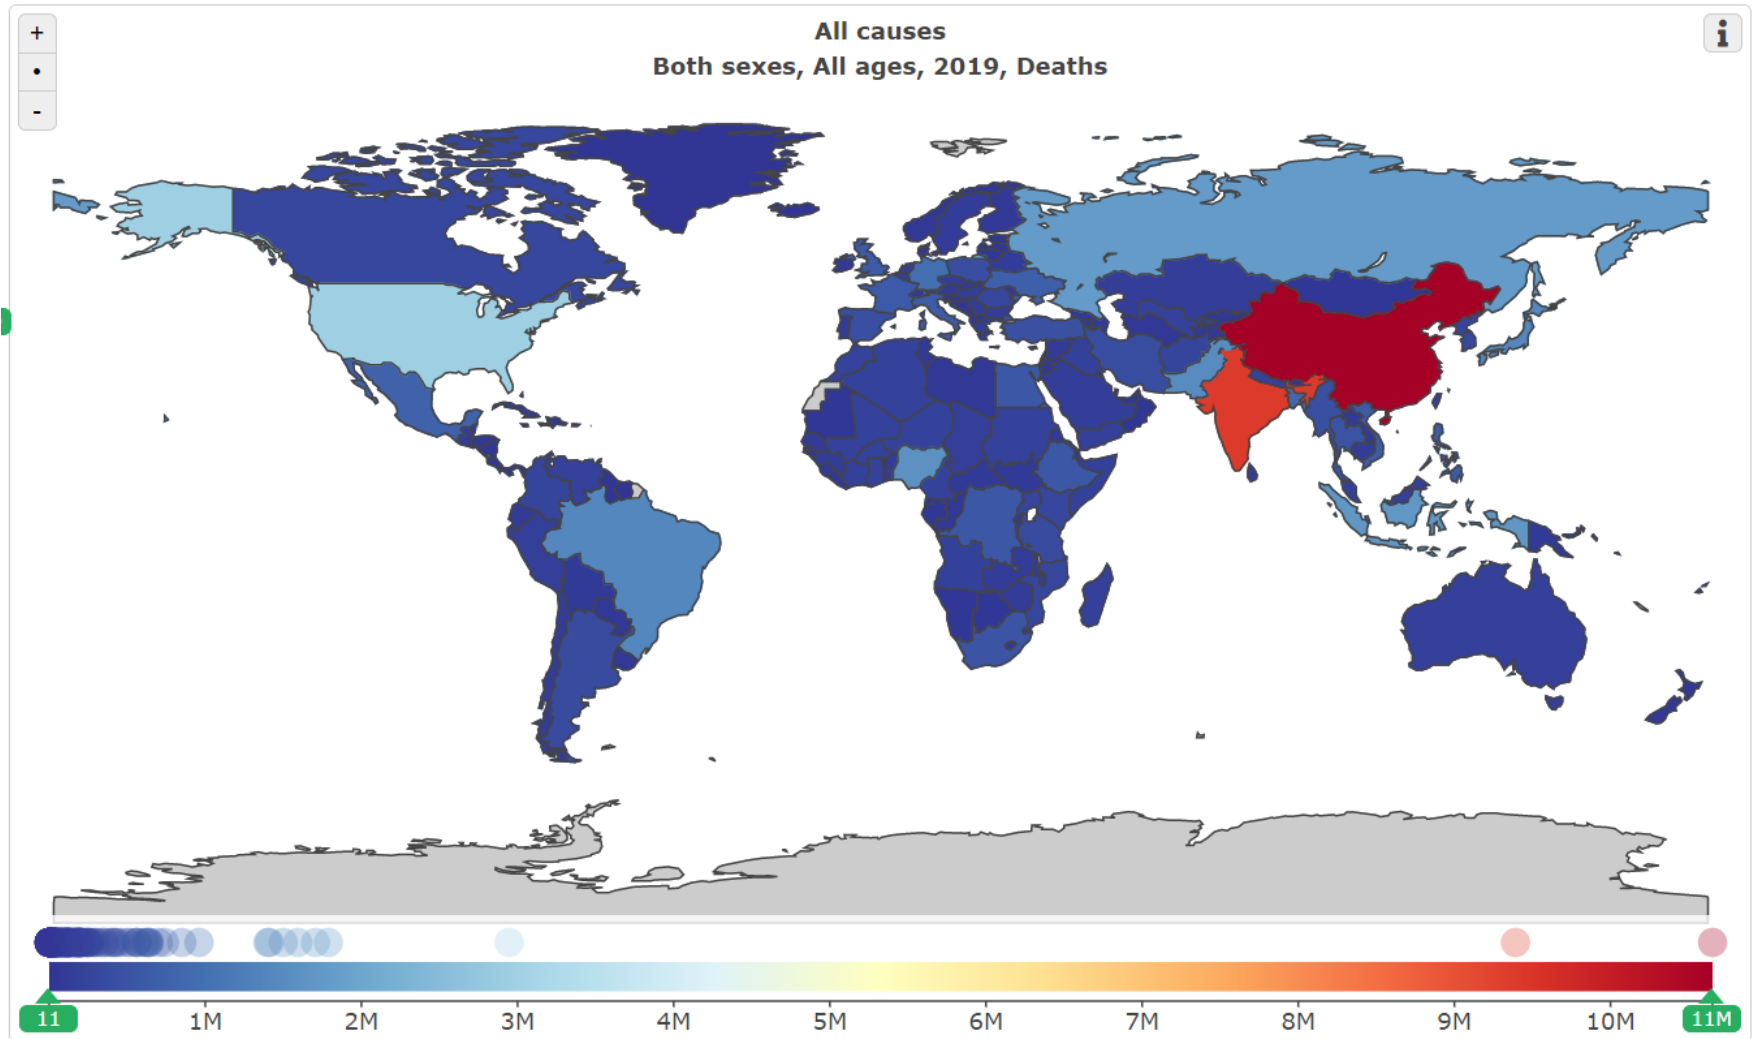 +
•
-
All causes
Both sexes, All ages, 2019, Deaths
i
11 1M 2M 3M 4M 5M 6M 7M 8M 9M 10M 11M